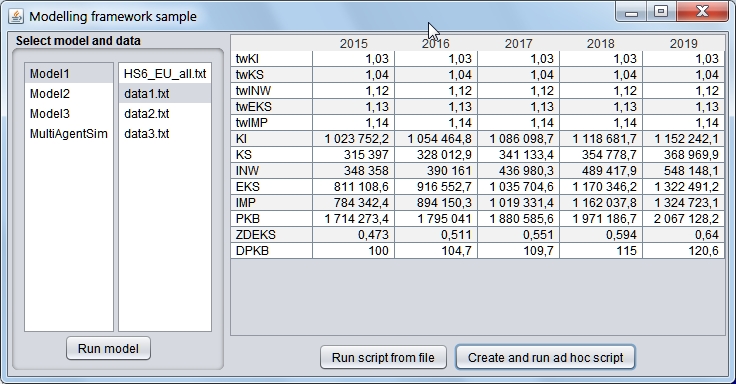 Modelling framework sample
Select model and data
Model1
Model2
Model3
MultiAgentSim
HS6_EU_all.txt
data1.txt
data2.txt
data3.txt
2015 2016 2017 2018 2019
twKI 1,03 1,03 1,03 1,03 1,03
twKS 1,04 1,04 1,04 1,04 1,04
twINW 1,12 1,12 1,12 1,12 1,12
twEKS 1,13 1,13 1,13 1,13 1,13
twIMP 1,14 1,14 1,14 1,14 1,14
KI 1 023 752,2 1 054 464,8 1 086 098,7 1 118 681,7 1 152 242,1
KS 315 397 328 012,9 341 133,4 354 778,7 368 969,9
INW 348 358 390 161 436 980,3 489 417,9 548 148,1
EKS 811 108,6 916 552,7 1 035 704,6 1 170 346,2 1 322 491,2
IMP 784 342,4 894 150,3 1 019 331,4 1 162 037,8 1 324 723,1
PKB 1 714 273,4 1 795 041 1 880 585,6 1 971 186,7 2 067 128,2
ZDEKS 0,473 0,511 0,551 0,594 0,64
DPKB 100 104,7 109,7 115 120,6
Run model
Run script from file
Create and run ad hoc script